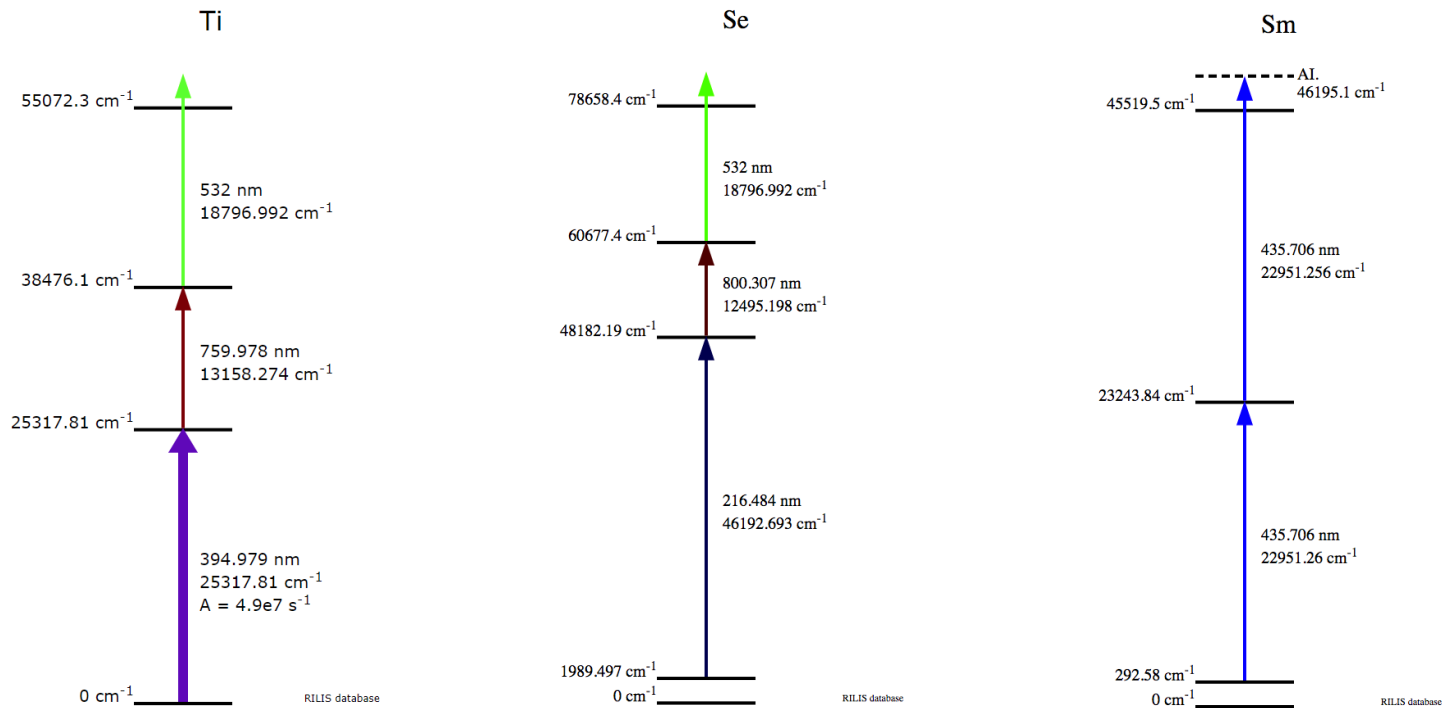 Ti
55072.3 cm⁻¹
532 nm
18796.992 cm⁻¹
38476.1 cm⁻¹
759.978 nm
13158.274 cm⁻¹
25317.81 cm⁻¹
394.979 nm
25317.81 cm⁻¹
A = 4.9e7 s⁻¹
0 cm⁻¹
RILIS database
Se
78658.4 cm⁻¹
532 nm
18796.992 cm⁻¹
60677.4 cm⁻¹
800.307 nm
12495.198 cm⁻¹
48182.19 cm⁻¹
216.484 nm
46192.693 cm⁻¹
1989.497 cm⁻¹
0 cm⁻¹
RILIS database
Sm
AI.
46195.1 cm⁻¹
45519.5 cm⁻¹
435.706 nm
22951.256 cm⁻¹
23243.84 cm⁻¹
435.706 nm
22951.26 cm⁻¹
292.58 cm⁻¹
0 cm⁻¹
RILIS database